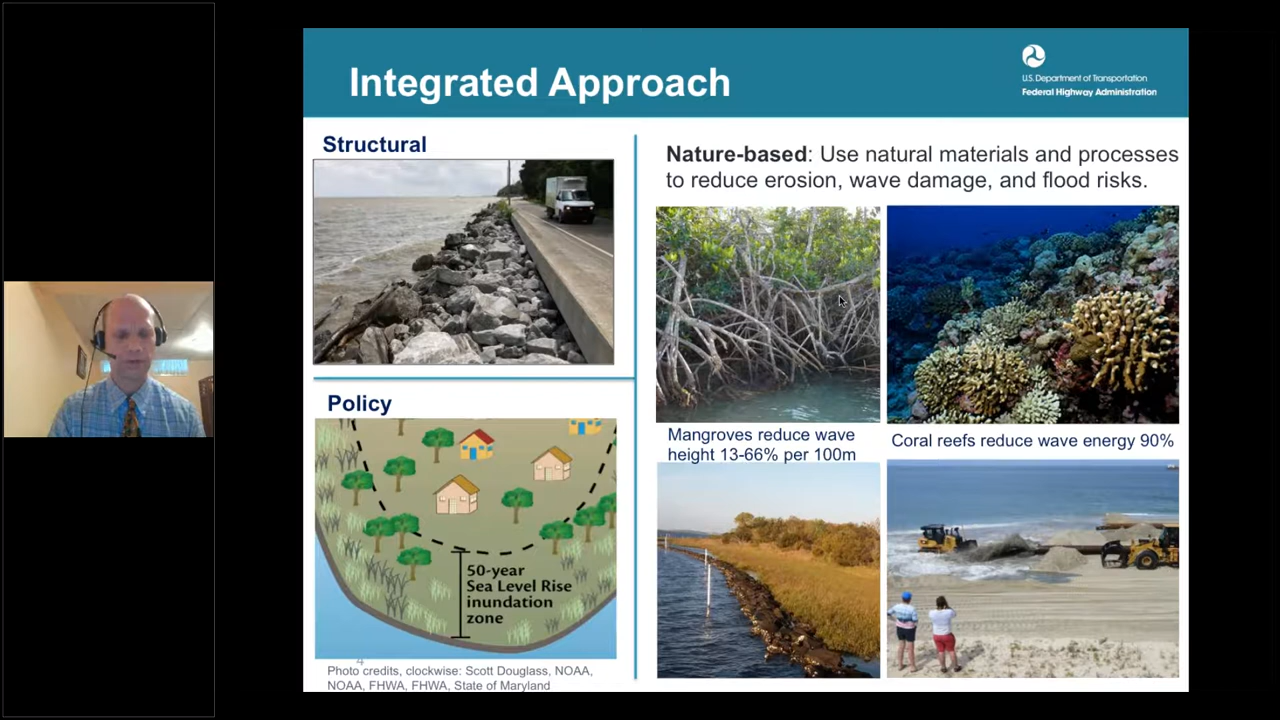 Integrated Approach
U.S. Department of Transportation
Federal Highway Administration
Structural
Policy
50-year
Sea Level Rise
inundation
zone
4
Photo credits, clockwise: Scott Douglass, NOAA,
NOAA, FHWA, FHWA, State of Maryland
Nature-based: Use natural materials and processes
to reduce erosion, wave damage, and flood risks.
Mangroves reduce wave
height 13-66% per 100m
Coral reefs reduce wave energy 90%